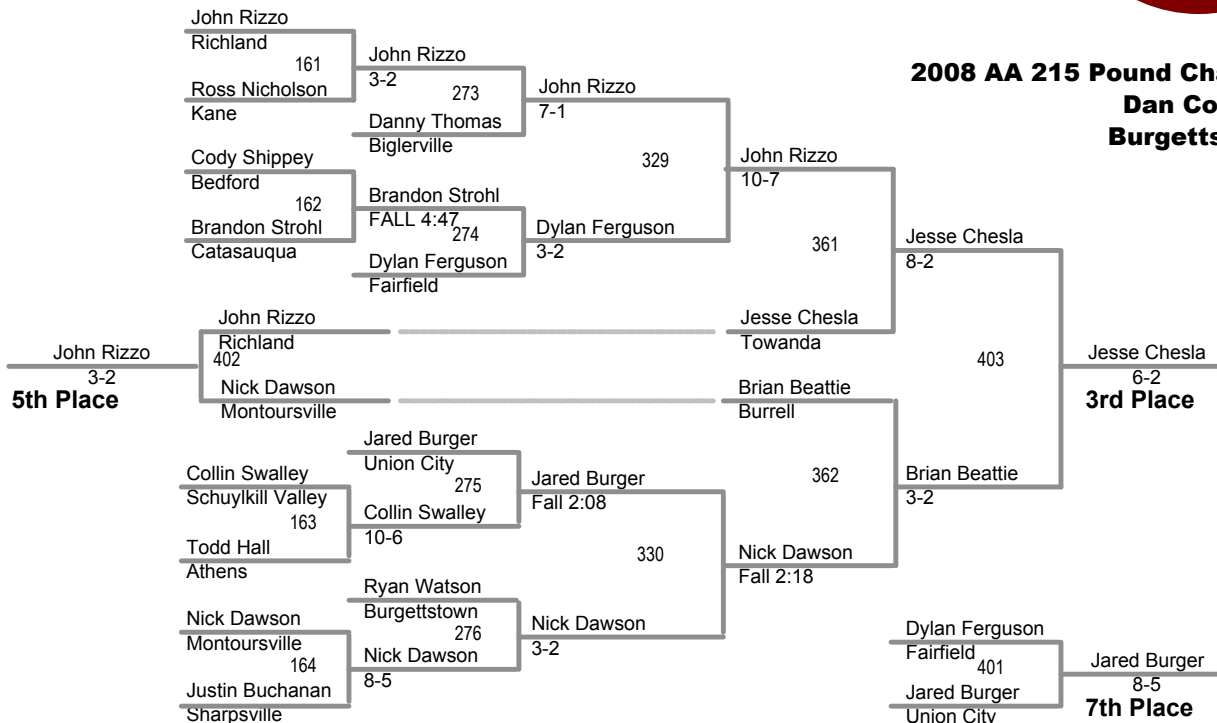 John Rizzo
Richland
161
Ross Nicholson
Kane
John Rizzo
3-2
273
Danny Thomas
Biglerville
John Rizzo
7-1
2008 AA 215 Pound
Dan
Cody Shippey
Bedford
162
Brandon Strohl
Catasauqua
Brandon Strohl
FALL 4:47
274
Dylan Ferguson
Fairfield
Dylan Ferguson
3-2
329
John Rizzo
10-7
361
Jesse Chesla
8-2
John Rizzo
Richland
Jesse Chesla
Towanda
John Rizzo
3-2
5th Place
402
Nick Dawson
Montoursville
Brian Beattie
Burrell
403
Jesse Chesla
6-2
3rd Place
Jared Burger
Union City
275
Collin Swalley
Schuylkill Valley
163
Todd Hall
Athens
Collin Swalley
10-6
Jared Burger
Fall 2:08
330
362
Brian Beattie
3-2
Nick Dawson
Fall 2:18
Ryan Watson
Burgettstown
276
Nick Dawson
Montoursville
164
Justin Buchanan
Sharpsville
Nick Dawson
8-5
Nick Dawson
3-2
Dylan Ferguson
Fairfield
401
Jared Burger
Union City
Jared Burger
8-5
7th Place